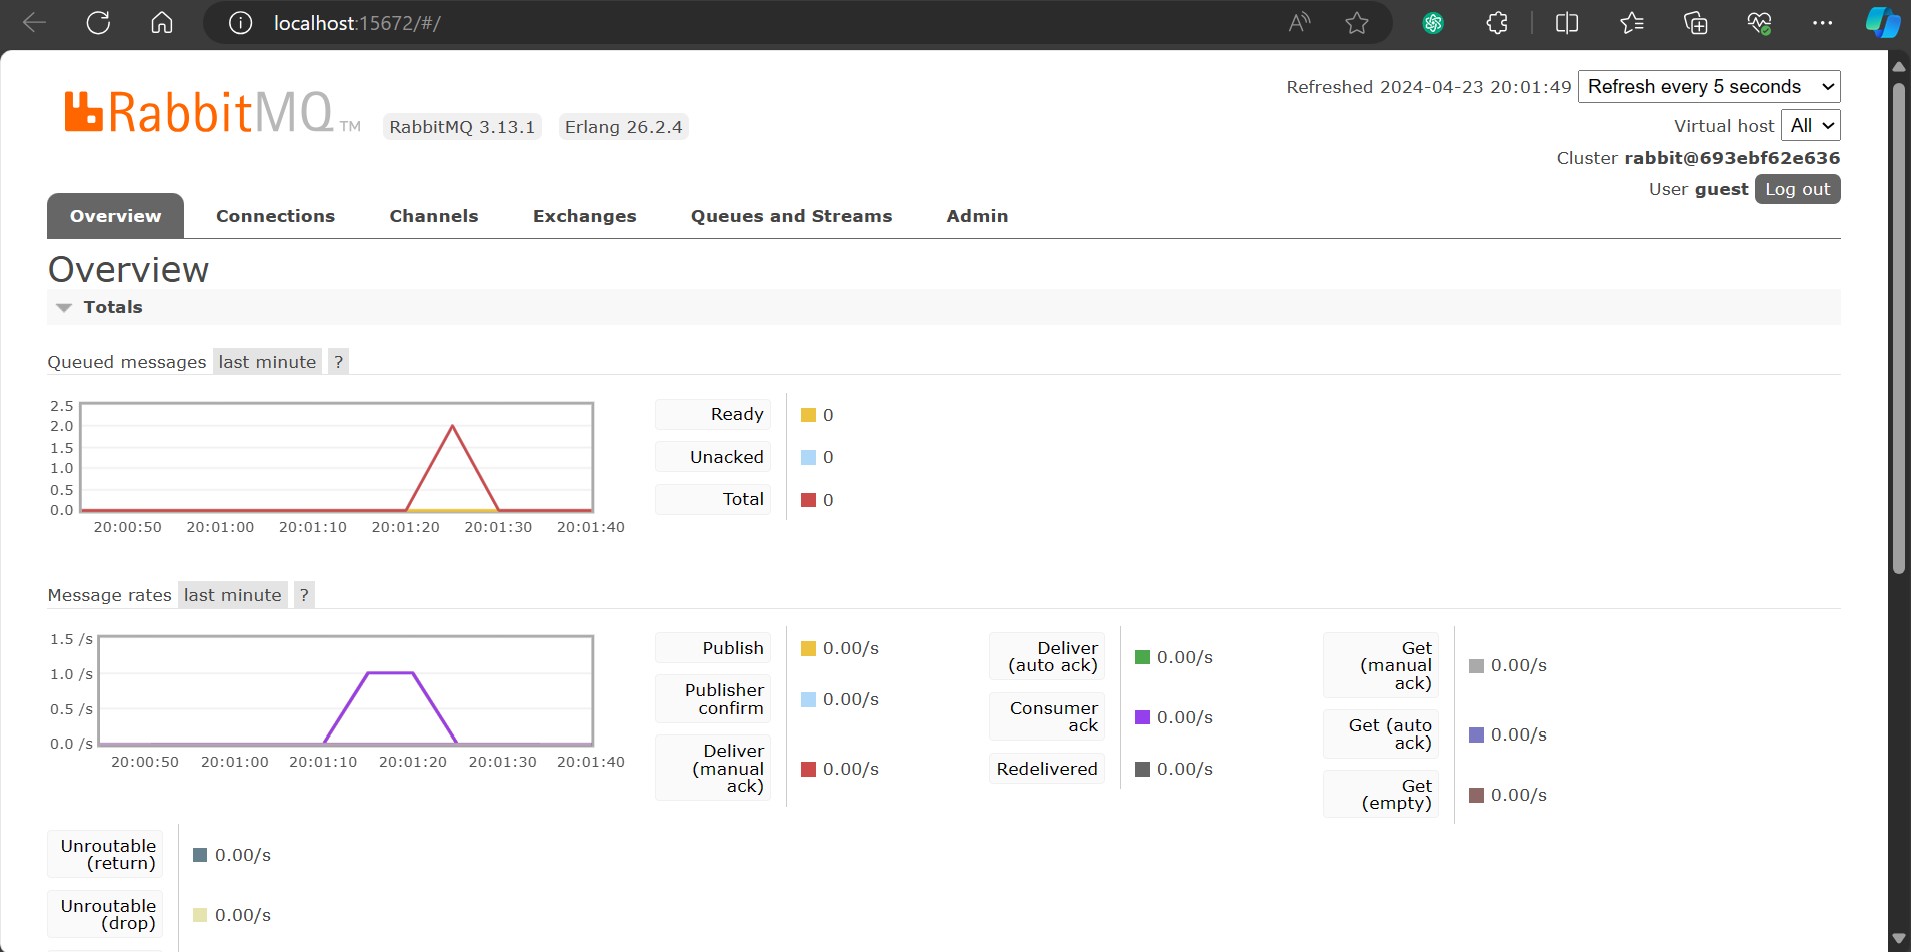 localhost:15672/#/
Refreshed 2024-04-23 20:01:49 Refresh every 5 seconds
RabbitMQ TM RabbitMQ 3.13.1 Erlang 26.2.4
Virtual host All
Cluster rabbit@693ebf62e636
User guest Log out
Overview Connections Channels Exchanges Queues and Streams Admin
Overview
Totals
Queued messages last minute ?
2.5
2.0
1.5
1.0
0.5
0.0
20:00:50 20:01:00 20:01:10 20:01:20 20:01:30 20:01:40
Ready 0
Unacked 0
Total 0
Message rates last minute ?
1.5 /s
1.0 /s
0.5 /s
0.0 /s
20:00:50 20:01:00 20:01:10 20:01:20 20:01:30 20:01:40
Publish 0.00/s
Publisher
confirm 0.00/s
Deliver
(manual 0.00/s
ack)
Deliver
(auto ack) 0.00/s
Consumer
ack 0.00/s
Redelivered 0.00/s
Get
(manual 0.00/s
ack)
Get (auto
ack) 0.00/s
Get
(empty) 0.00/s
Unroutable
(return) 0.00/s
Unroutable
(drop) 0.00/s